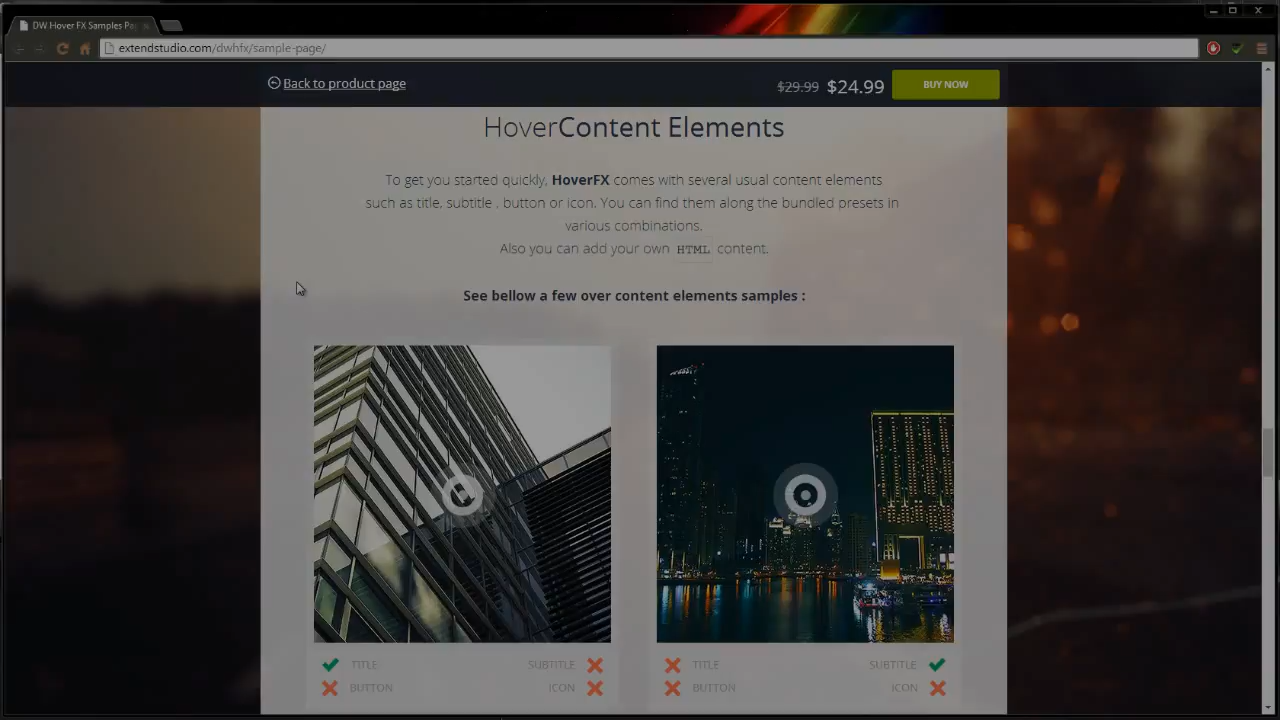 DW Hover FX Samples Pa
extendstudio.com/dwhfx/sample-page/
Back to product page
$29.99 $24.99 BUY NOW
HoverContent Elements
To get you started quickly, HoverFX comes with several usual content elements
such as title, subtitle . button or icon. You can find them along the bundled presets in
various combinations.
Also you can add your own HTML content.
See bellow a few over content elements samples :
TITLE SUBTITLE
BUTTON ICON
TITLE SUBTITLE
BUTTON ICON